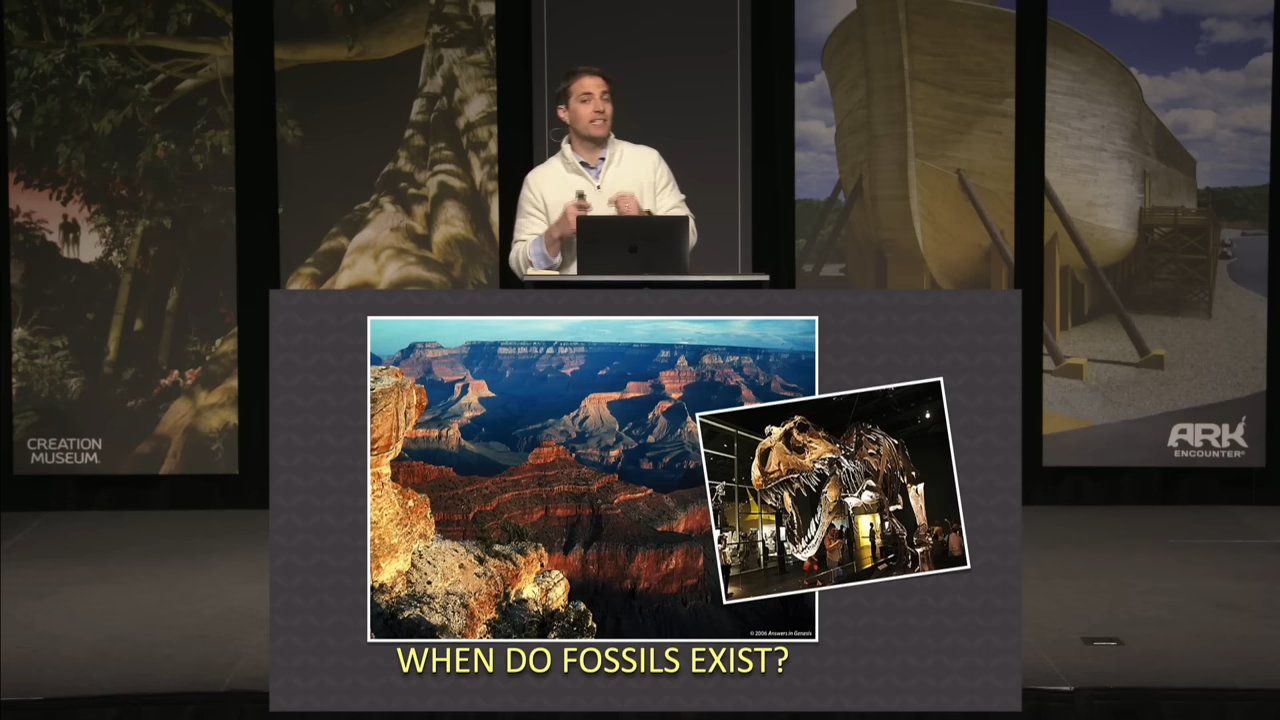 CREATION
MUSEUM.
ARK
ENCOUNTER®
© 2006 Answers in Genesis
WHEN DO FOSSILS EXIST?